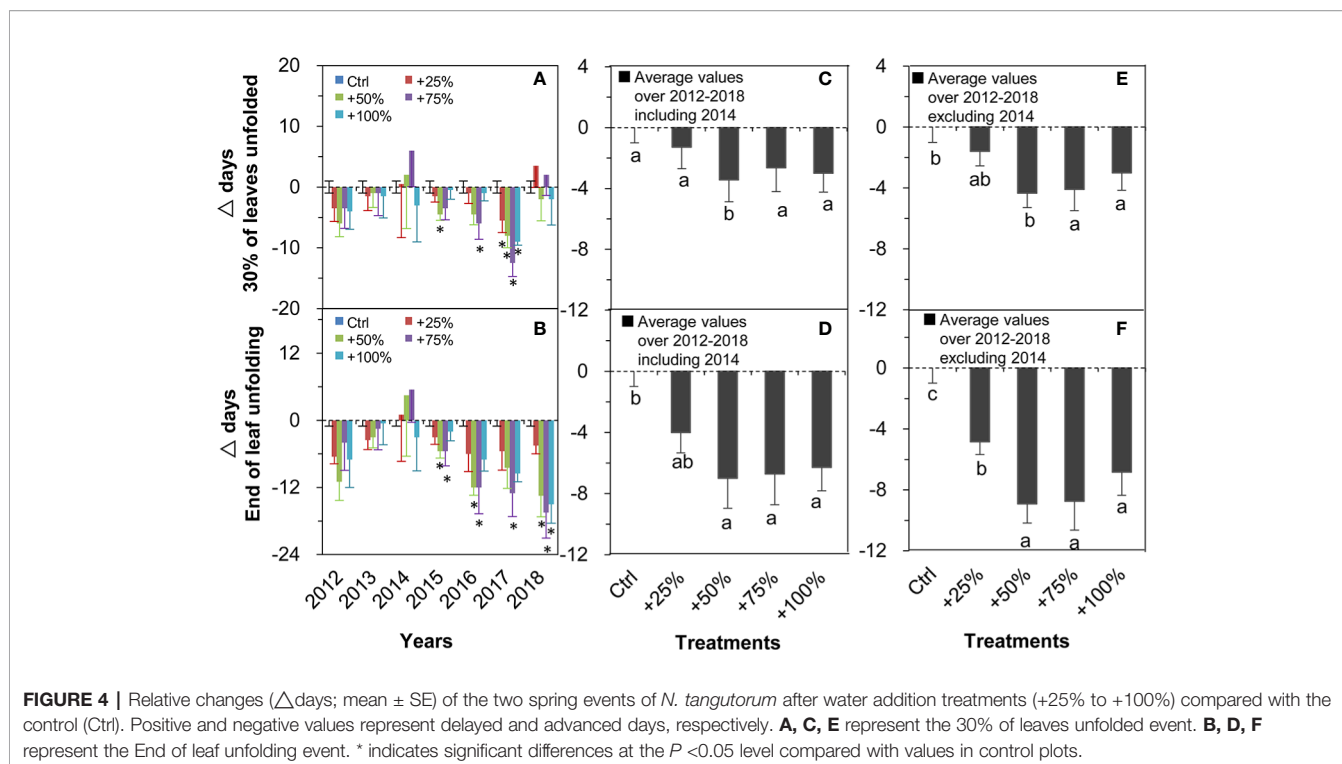 20
10
0
-10
-20
△ days
30% of leaves unfolded
A
Ctrl +25%
+50% +75%
+100%
* * * * * *
12
0
-12
-24
△ days
End of leaf unfolding
B
Ctrl +25%
+50% +75%
+100%
* * * * * * * *
2012 2013 2014 2015 2016 2017 2018
Years
4
0
-4
-8
-12
C
Average values
over 2012-2018
including 2014
a a b a a
0
-4
-8
-12
D
Average values
over 2012-2018
including 2014
b ab a a a
Ctrl +25% +50% +75% +100%
Treatments
4
0
-4
-8
-12
E
Average values
over 2012-2018
excluding 2014
b ab b a a
0
-4
-8
-12
F
Average values
over 2012-2018
excluding 2014
c b a a a
Ctrl +25% +50% +75% +100%
Treatments
FIGURE 4 | Relative changes (△days; mean ± SE) of the two spring events of N. tangutorum after water addition treatments (+25% to +100%) compared with the
control (Ctrl). Positive and negative values represent delayed and advanced days, respectively. A, C, E represent the 30% of leaves unfolded event. B, D, F
represent the End of leaf unfolding event. * indicates significant differences at the P <0.05 level compared with values in control plots.